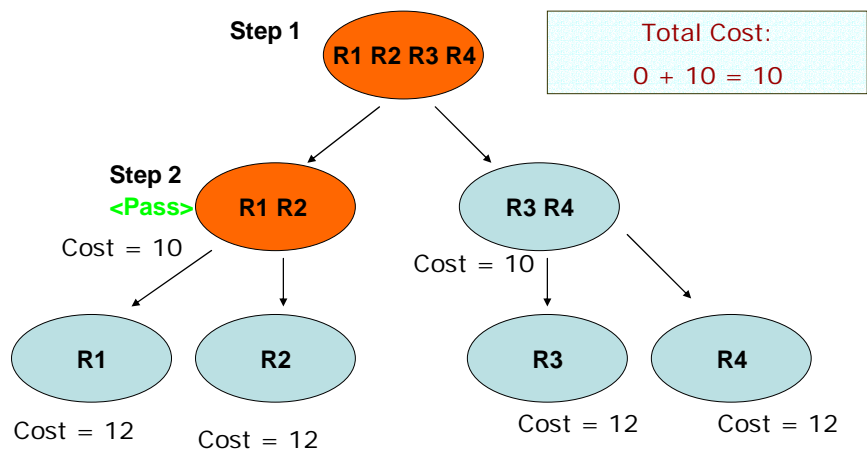 Step 1
R1 R2 R3 R4
Total Cost:
0 + 10 = 10
Step 2
<Pass>
R1 R2
R3 R4
Cost = 10
Cost = 10
R1
R2
R3
R4
Cost = 12
Cost = 12
Cost = 12
Cost = 12